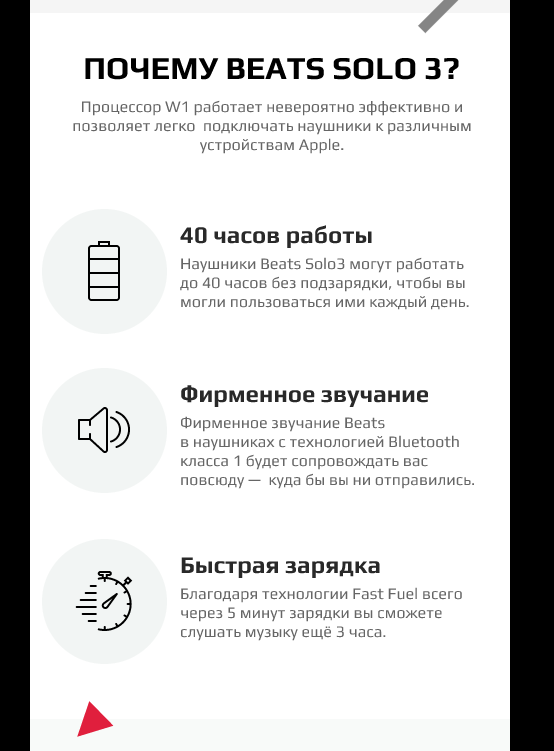 ПОЧЕМУ BEATS SOLO 3?
Процессор W1 работает невероятно эффективно и
позволяет легко подключать наушники к различным
устройствам Apple.
40 часов работы
Наушники Beats Solo3 могут работать
до 40 часов без подзарядки, чтобы вы
могли пользоваться ими каждый день.
Фирменное звучание
Фирменное звучание Beats
в наушниках с технологией Bluetooth
класса 1 будет сопровождать вас
повсюду — куда бы вы ни отправились.
Быстрая зарядка
Благодаря технологии Fast Fuel всего
через 5 минут зарядки вы сможете
слушать музыку ещё 3 часа.